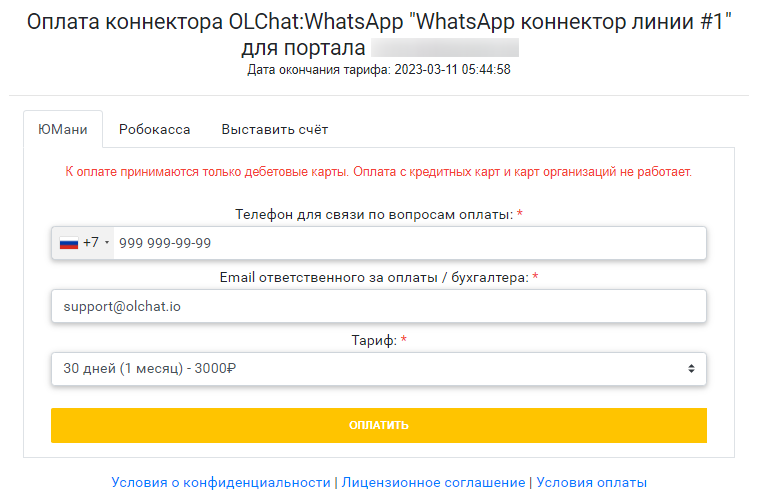 Оплата коннектора OLChat:WhatsApp "WhatsApp коннектор линии #1"
для портала
Дата окончания тарифа: 2023-03-11 05:44:58
ЮМани Робокасса Выставить счёт
К оплате принимаются только дебетовые карты. Оплата с кредитных карт и карт организаций не работает.
Телефон для связи по вопросам оплаты: *
+7 999 999-99-99
Email ответственного за оплаты / бухгалтера: *
support@olchat.io
Тариф: *
30 дней (1 месяц) - 3000₽
ОПЛАТИТЬ
Условия о конфиденциальности | Лицензионное соглашение | Условия оплаты